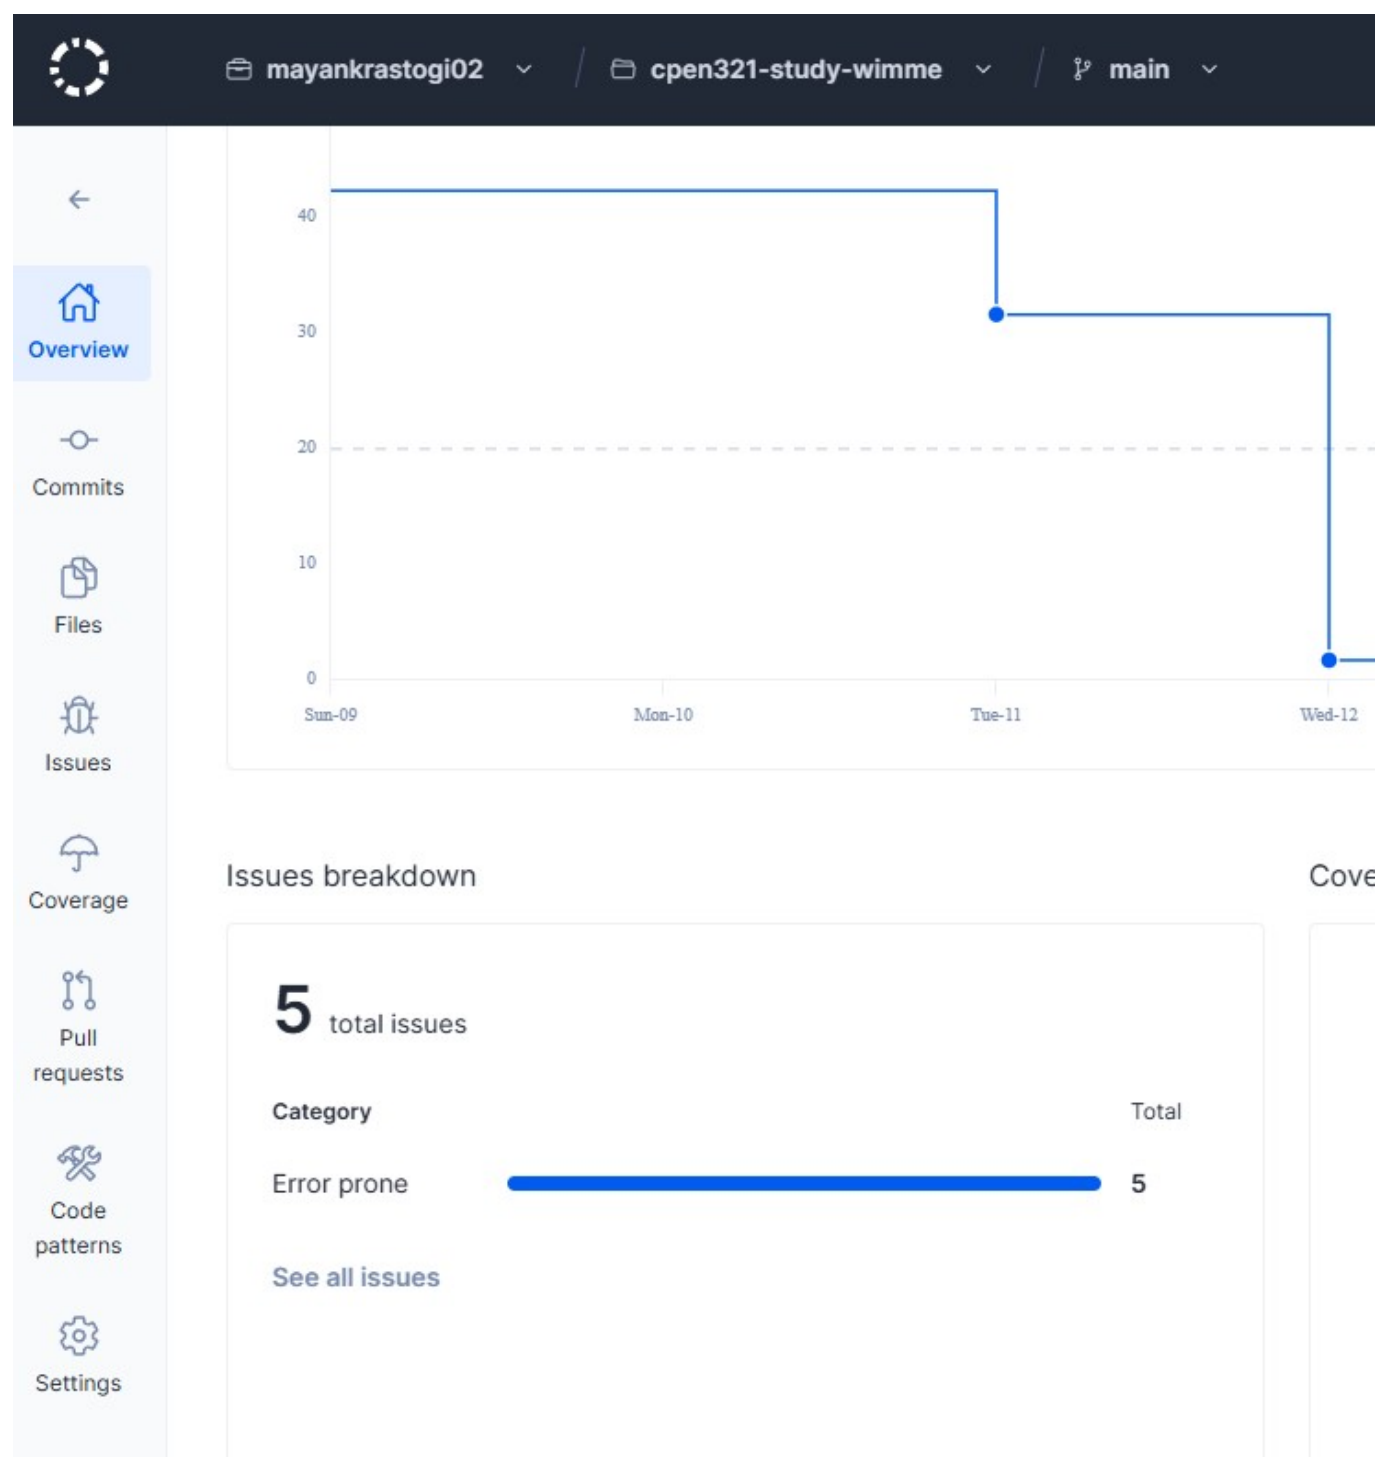 mayankrastogi02 / cpen321-study-wimme / main
Overview
Commits
Files
Issues
Coverage
Pull
requests
Code
patterns
Settings
40
30
20
10
0
Sun-09 Mon-10 Tue-11 Wed-12
Issues breakdown
5 total issues
Category Total
Error prone 5
See all issues